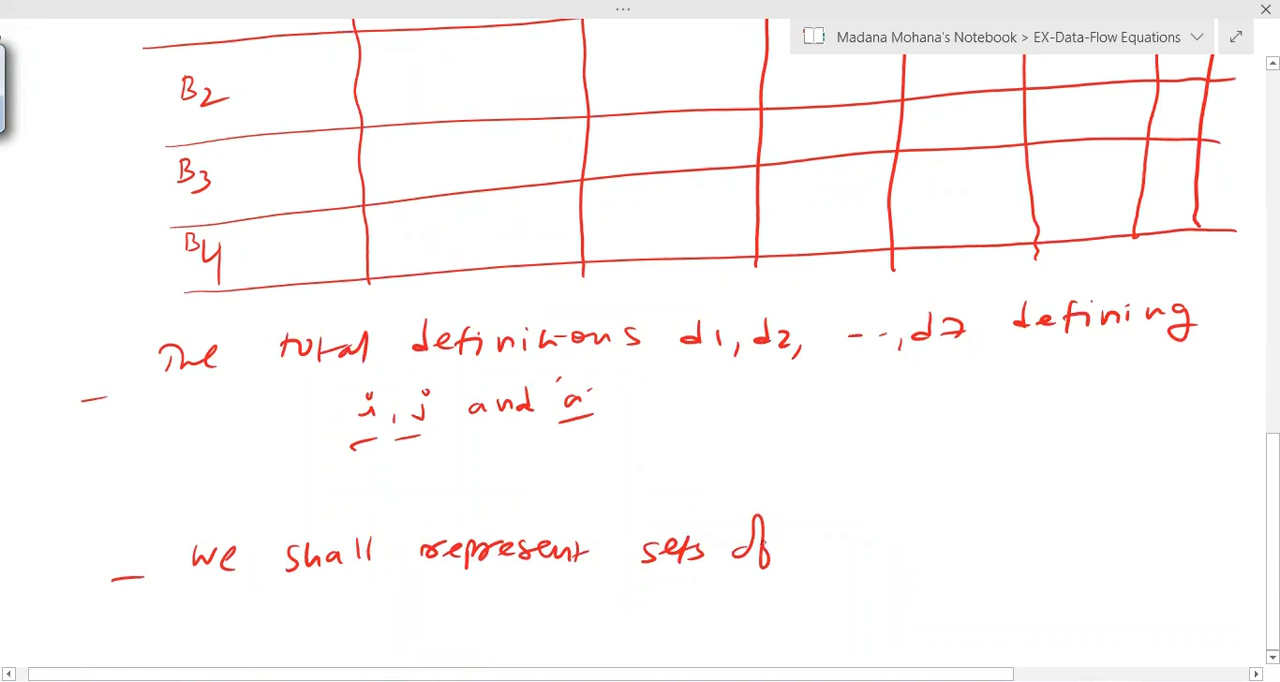 ...
Madana Mohana's Notebook > EX-Data-Flow Equations
B2
B3
B4
- The total definitions d1, d2, ---, d7 defining
i, j and 'a'
- we shall represent sets of